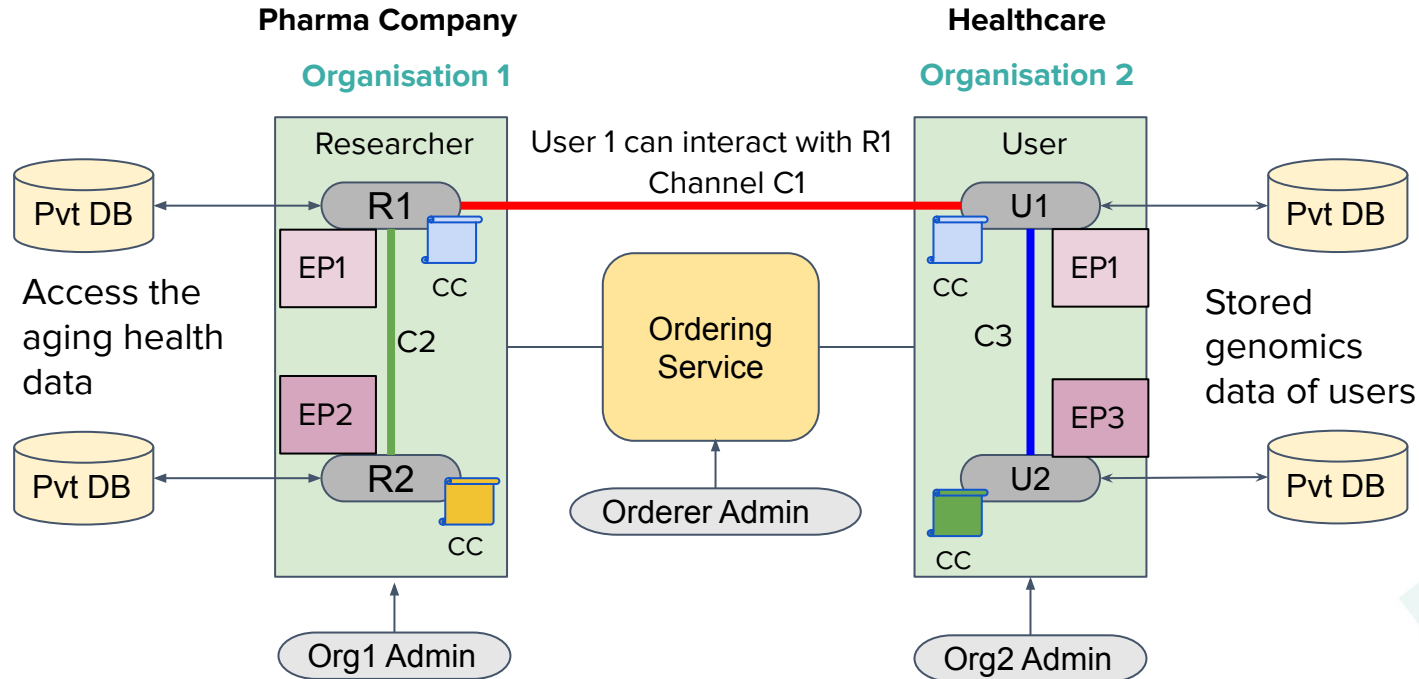 Pharma Company
Healthcare
Organisation 1
Organisation 2
Researcher
User 1 can interact with R1
Channel C1
User
Pvt DB
R1
U1
Pvt DB
EP1
CC
CC
EP1
Access the
aging health
data
C2
Ordering
Service
C3
Stored
genomics
data of users
EP2
EP3
Pvt DB
R2
U2
Pvt DB
CC
Orderer Admin
CC
Org1 Admin
Org2 Admin